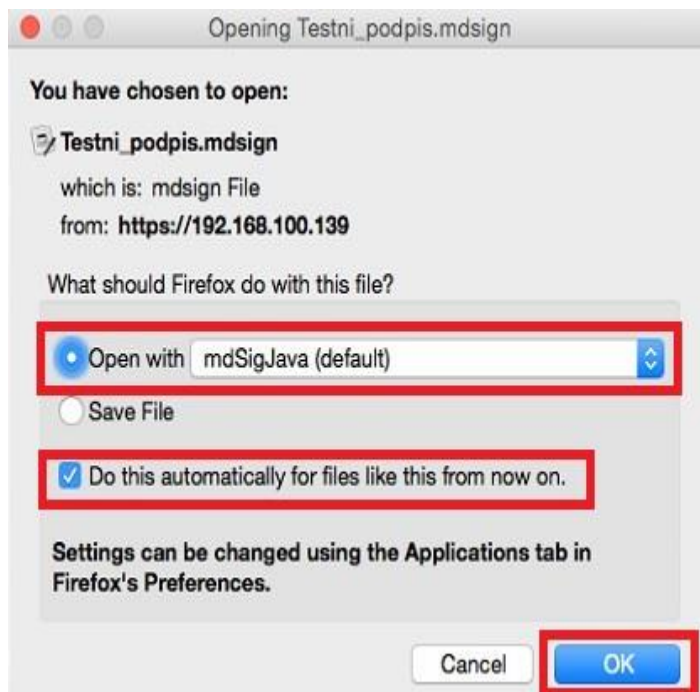 Opening Testni_podpis.mdsign
You have chosen to open:
Testni_podpis.mdsign
which is: mdsign File
from: https://192.168.100.139
What should Firefox do with this file?
Open with mdSigJava (default)
Save File
Do this automatically for files like this from now on.
Settings can be changed using the Applications tab in
Firefox's Preferences.
Cancel OK